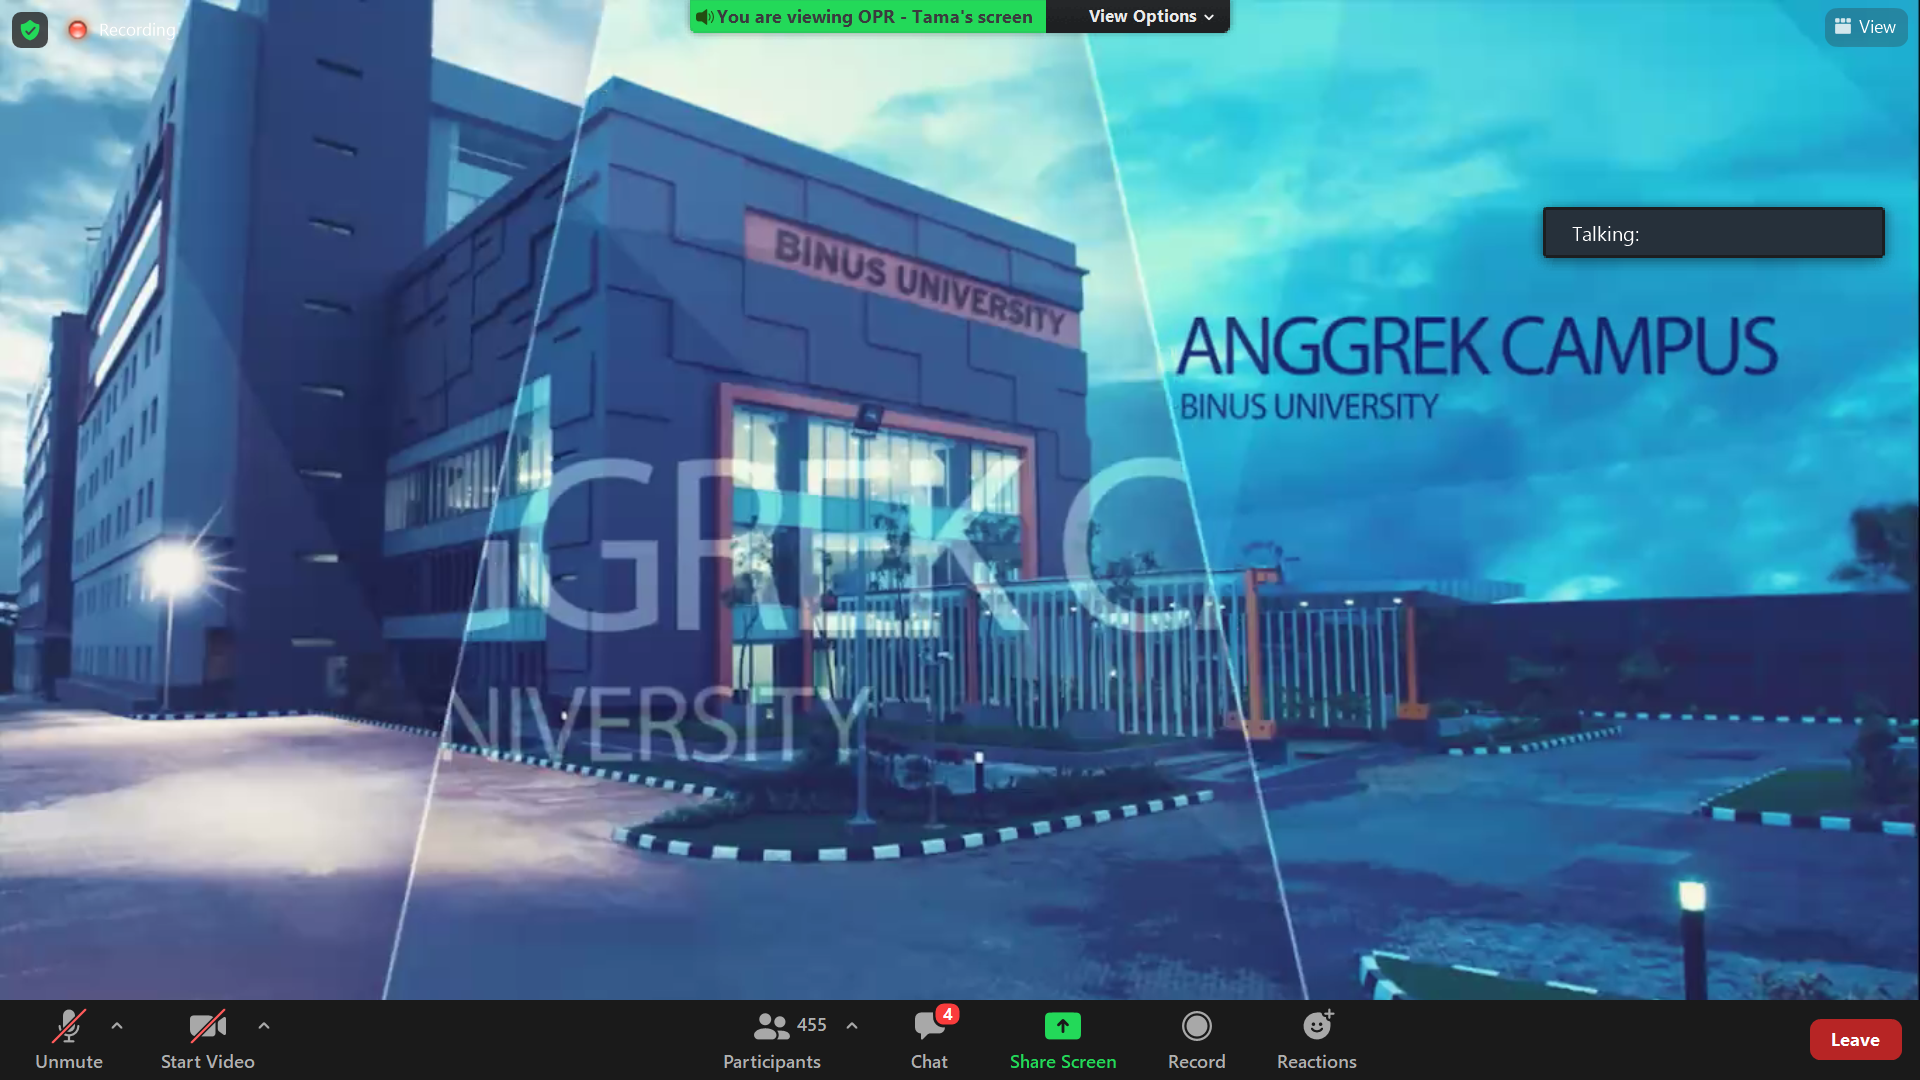 Recording
You are viewing OPR - Tama's screen
View Options
View
Talking:
BINUS UNIVERSITY
ANGGREK CAMPUS
BINUS UNIVERSITY
GREK C
NIVERSITY
455
4
Unmute
Start Video
Participants
Chat
Share Screen
Record
Reactions
Leave